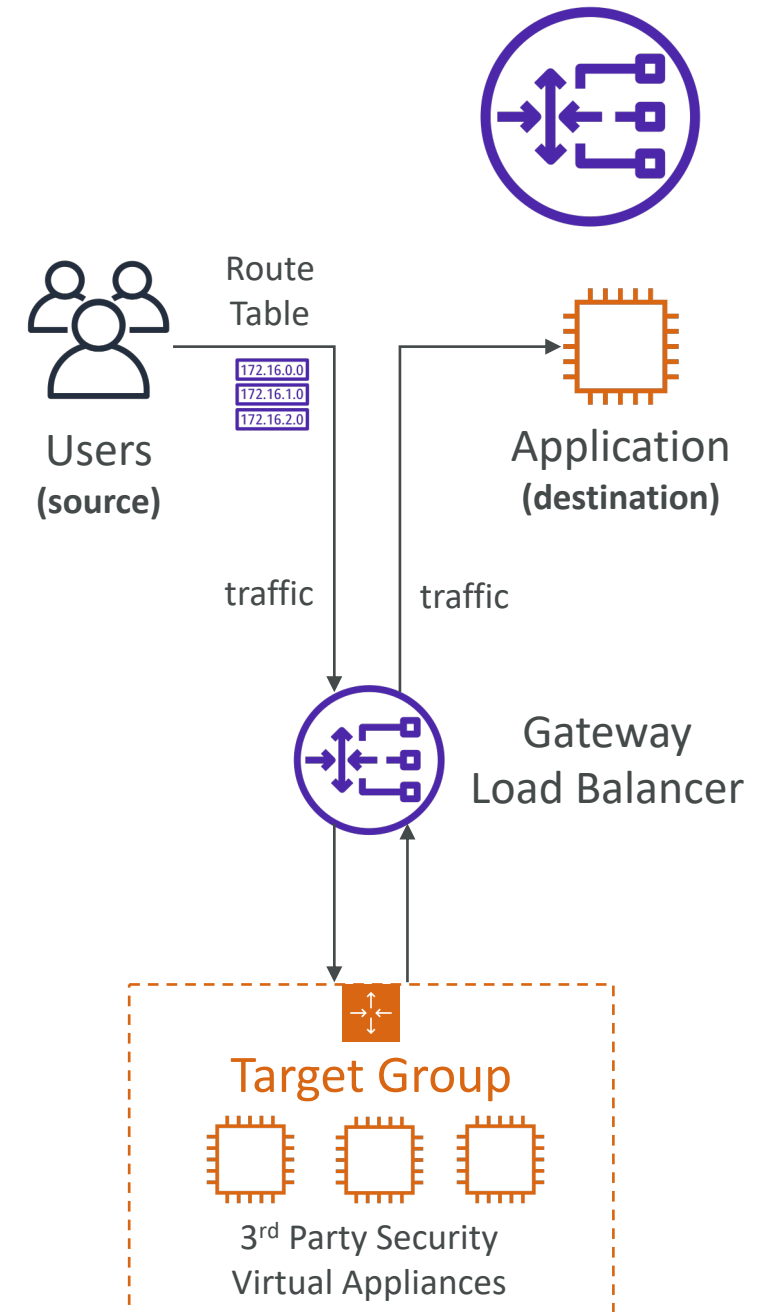 Route
Table
172.16.0.0
172.16.1.0
172.16.2.0
Users
(source)
Application
(destination)
traffic
traffic
Gateway
Load Balancer
Target Group
3rd Party Security
Virtual Appliances